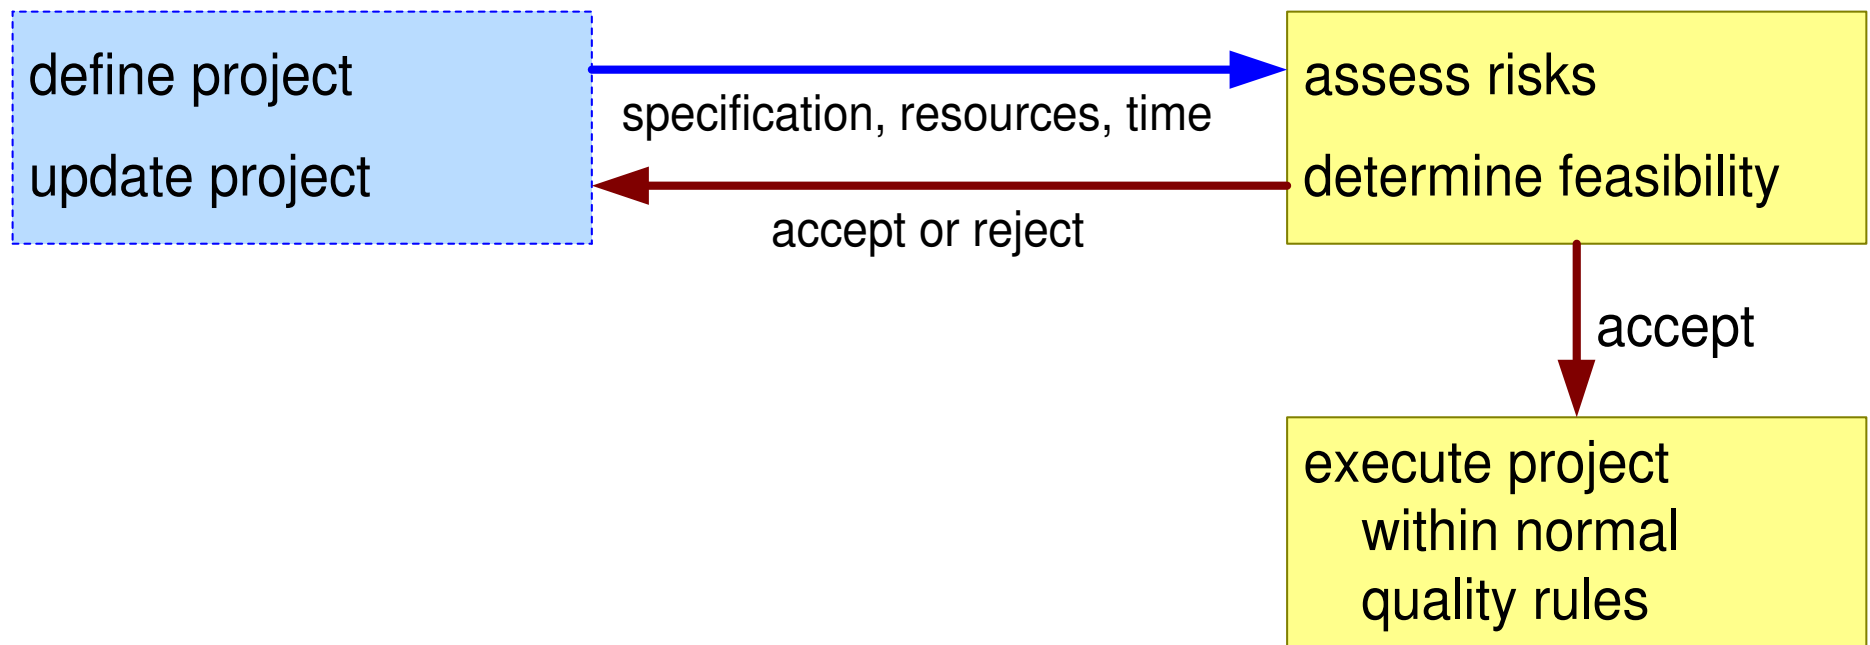 define project
update project
specification, resources, time
accept or reject
assess risks
determine feasibility
accept
execute project
within normal
quality rules